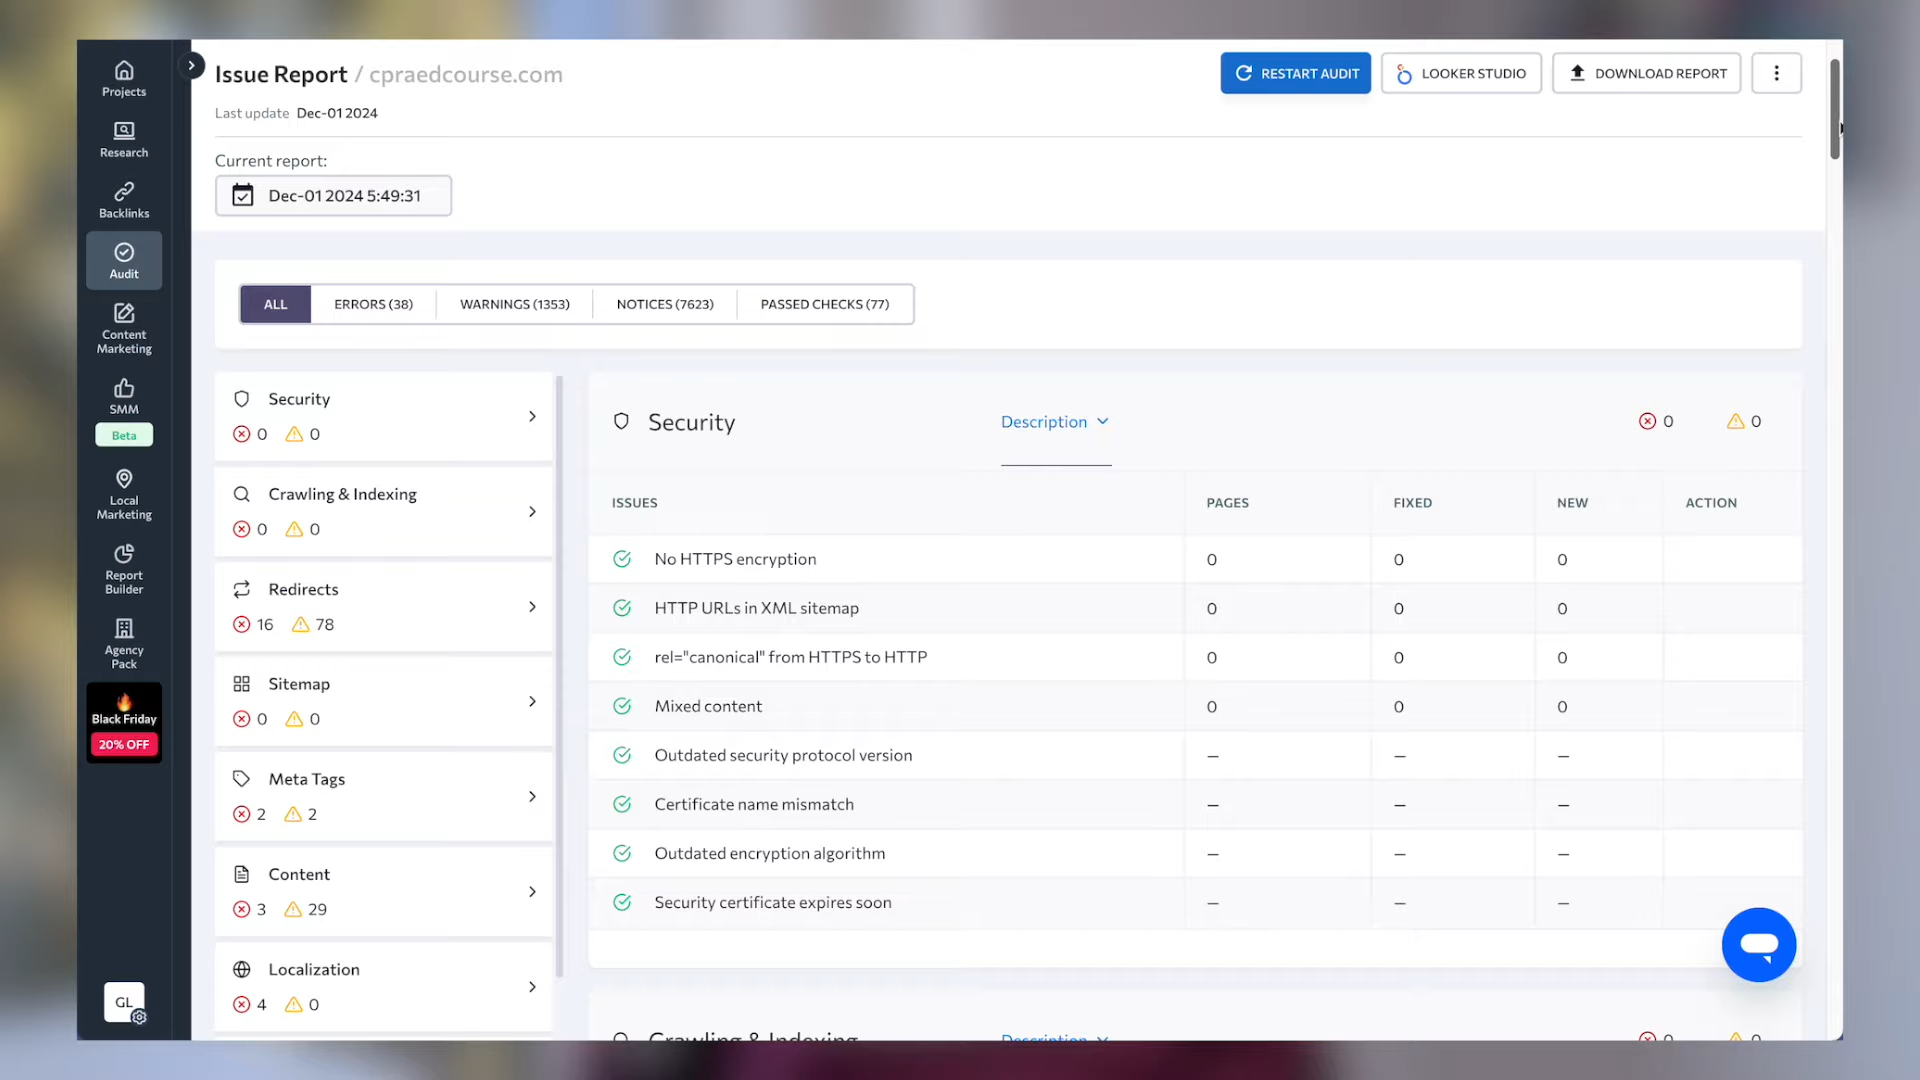 Projects
Research
Backlinks
Audit
Content
Marketing
SMM
Beta
Local
Marketing
Report
Builder
Agency
Pack
Black Friday
20% OFF
GL
Issue Report / cpraedcourse.com
RESTART AUDIT
LOOKER STUDIO
DOWNLOAD REPORT
Last update Dec-01 2024
Current report:
Dec-01 2024 5:49:31
ALL
ERRORS (38)
WARNINGS (1353)
NOTICES (7623)
PASSED CHECKS (77)
Security
0 0
Crawling & Indexing
0 0
Redirects
16 78
Sitemap
0 0
Meta Tags
2 2
Content
3 29
Localization
4 0
Security Description 0 0
ISSUES PAGES FIXED NEW ACTION
No HTTPS encryption 0 0 0
HTTP URLs in XML sitemap 0 0 0
rel="canonical" from HTTPS to HTTP 0 0 0
Mixed content 0 0 0
Outdated security protocol version – – –
Certificate name mismatch – – –
Outdated encryption algorithm – – –
Security certificate expires soon – – –
Crawling & Indexing Description 0 0